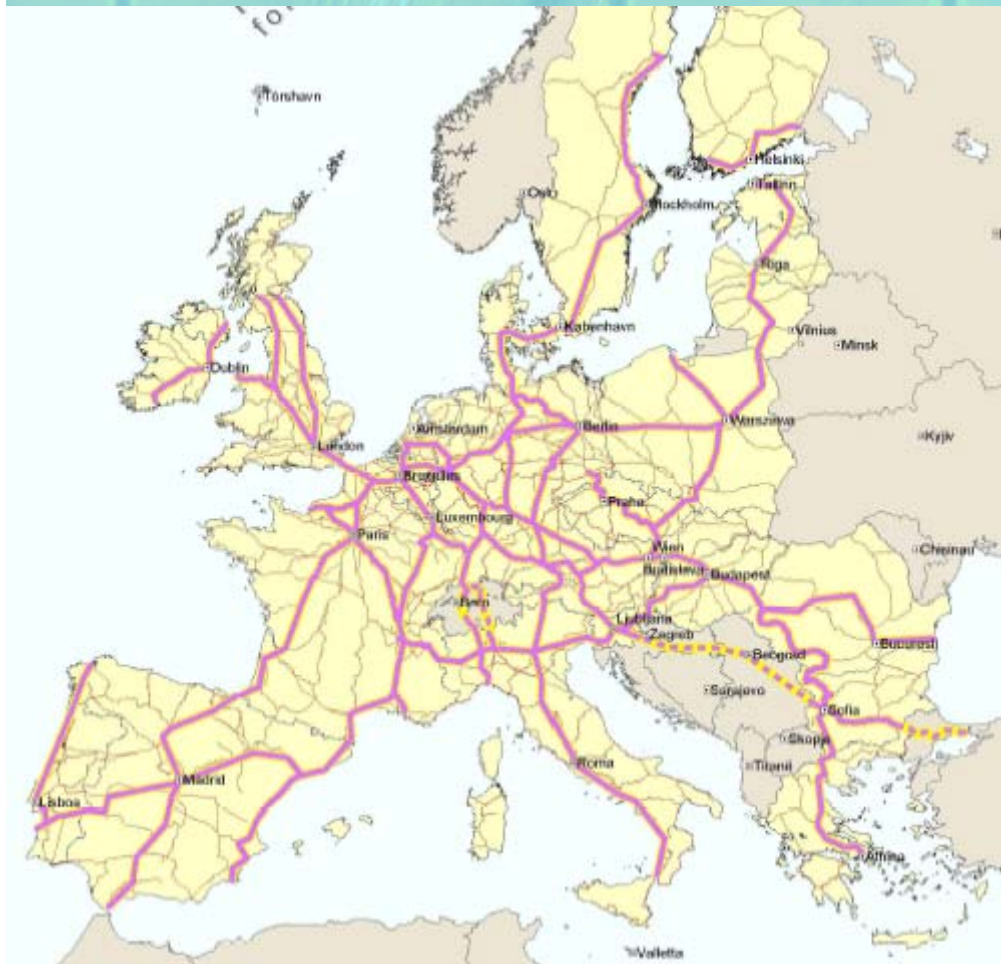 Tórshavn
Helsinki
Tallinn
Oslo
Stockholm
Riga
København
Vilnius
Minsk
Dublin
Amsterdam
Berlin
Warszawa
Kyjiv
London
Bruxelles
Praha
Luxembourg
Paris
Wien
Chisinau
Bratislava
Budapest
Bern
Ljubljana
Zagreb
Bucuresti
Beograd
Sarajevo
Sofia
Skopje
Roma
Tiranë
Madrid
Lisboa
Athina
Valletta